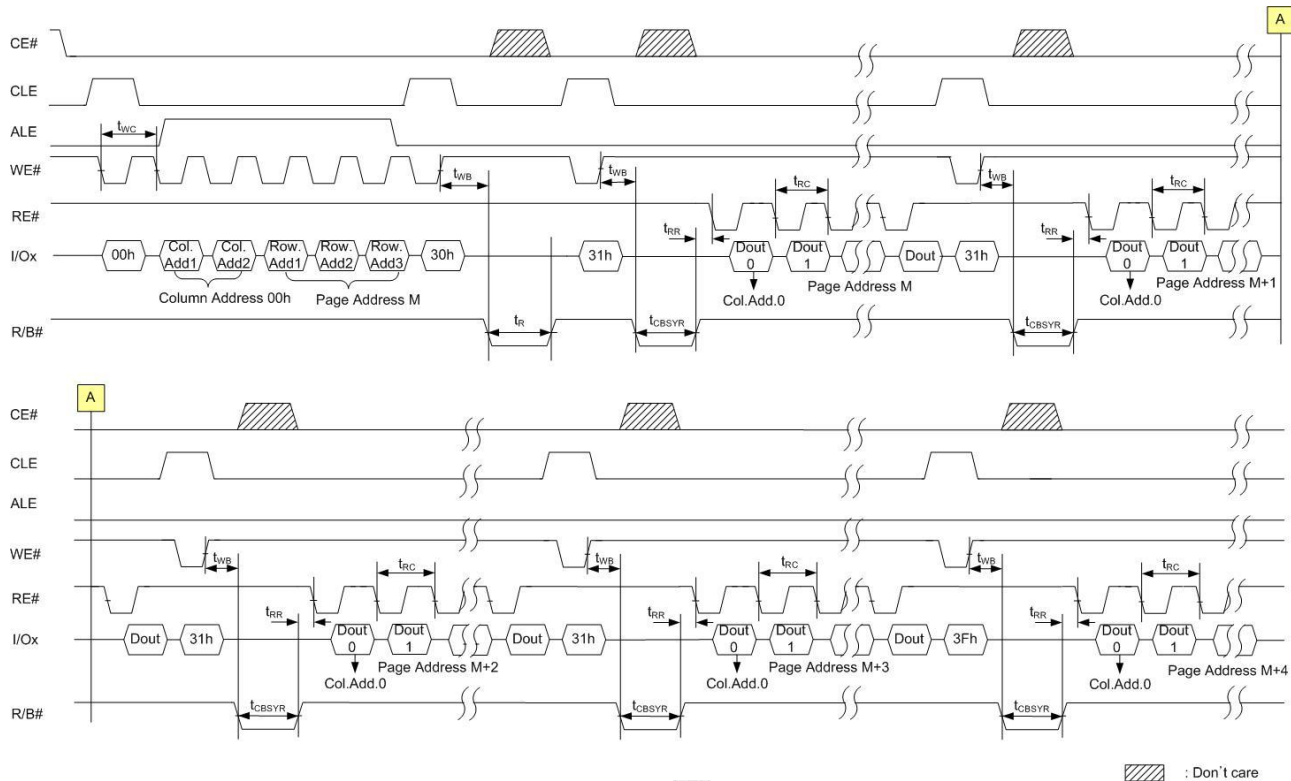 A
CE#
CLE
ALE
tWC
WE#
tWB
tWB
tWB
RE#
tRC
tRC
tRR
tRR
I/Ox
00h
Col. Add1
Col. Add2
Row. Add1
Row. Add2
Row. Add3
30h
31h
Dout 0
Dout 1
Dout
31h
Dout 0
Dout 1
Column Address 00h
Page Address M
Col.Add.0
Page Address M
Col.Add.0
Page Address M+1
R/B#
tR
tCBSYR
tCBSYR
A
CE#
CLE
ALE
WE#
tWB
tWB
tWB
RE#
tRC
tRC
tRC
tRR
tRR
tRR
I/Ox
Dout
31h
Dout 0
Dout 1
Dout
31h
Dout 0
Dout 1
Dout
3Fh
Dout 0
Dout 1
Col.Add.0
Page Address M+2
Col.Add.0
Page Address M+3
Col.Add.0
Page Address M+4
R/B#
tCBSYR
tCBSYR
tCBSYR
: Don`t care